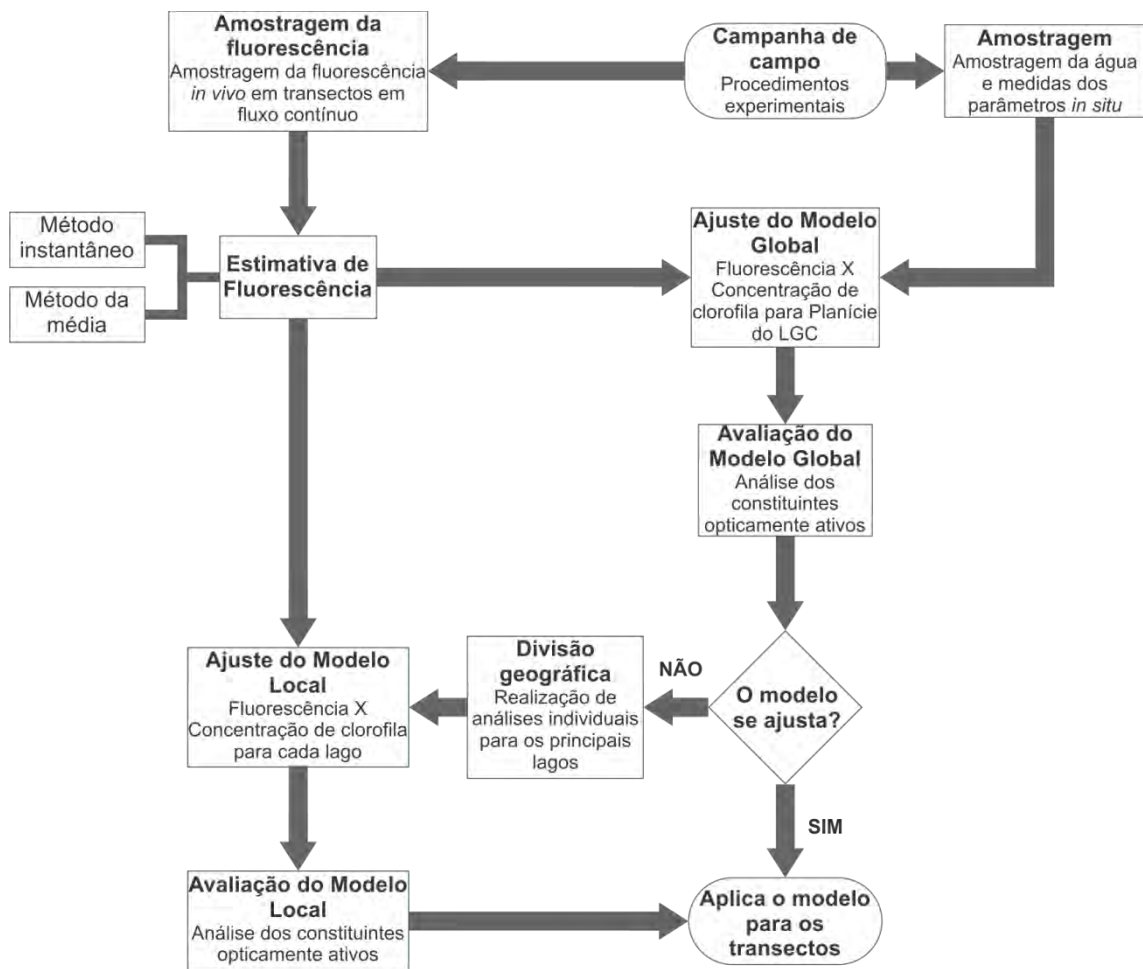 Amostragem da
fluorescência
Amostragem da fluorescência
in vivo em transectos em
fluxo contínuo
Campanha de
campo
Procedimentos
experimentais
Amostragem
Amostragem da água
e medidas dos
parâmetros in situ
Método
instantâneo
Método da
média
Estimativa de
Fluorescência
Ajuste do Modelo
Global
Fluorescência X
Concentração de
clorofila para Planície
do LGC
Avaliação do
Modelo Global
Análise dos
constituintes
opticamente ativos
O modelo
se ajusta?
NÃO
Divisão
geográfica
Realização de
análises individuais
para os principais
lagos
Ajuste do Modelo
Local
Fluorescência X
Concentração de clorofila
para cada lago
SIM
Avaliação do Modelo
Local
Análise dos constituintes
opticamente ativos
Aplica o modelo
para os
transectos